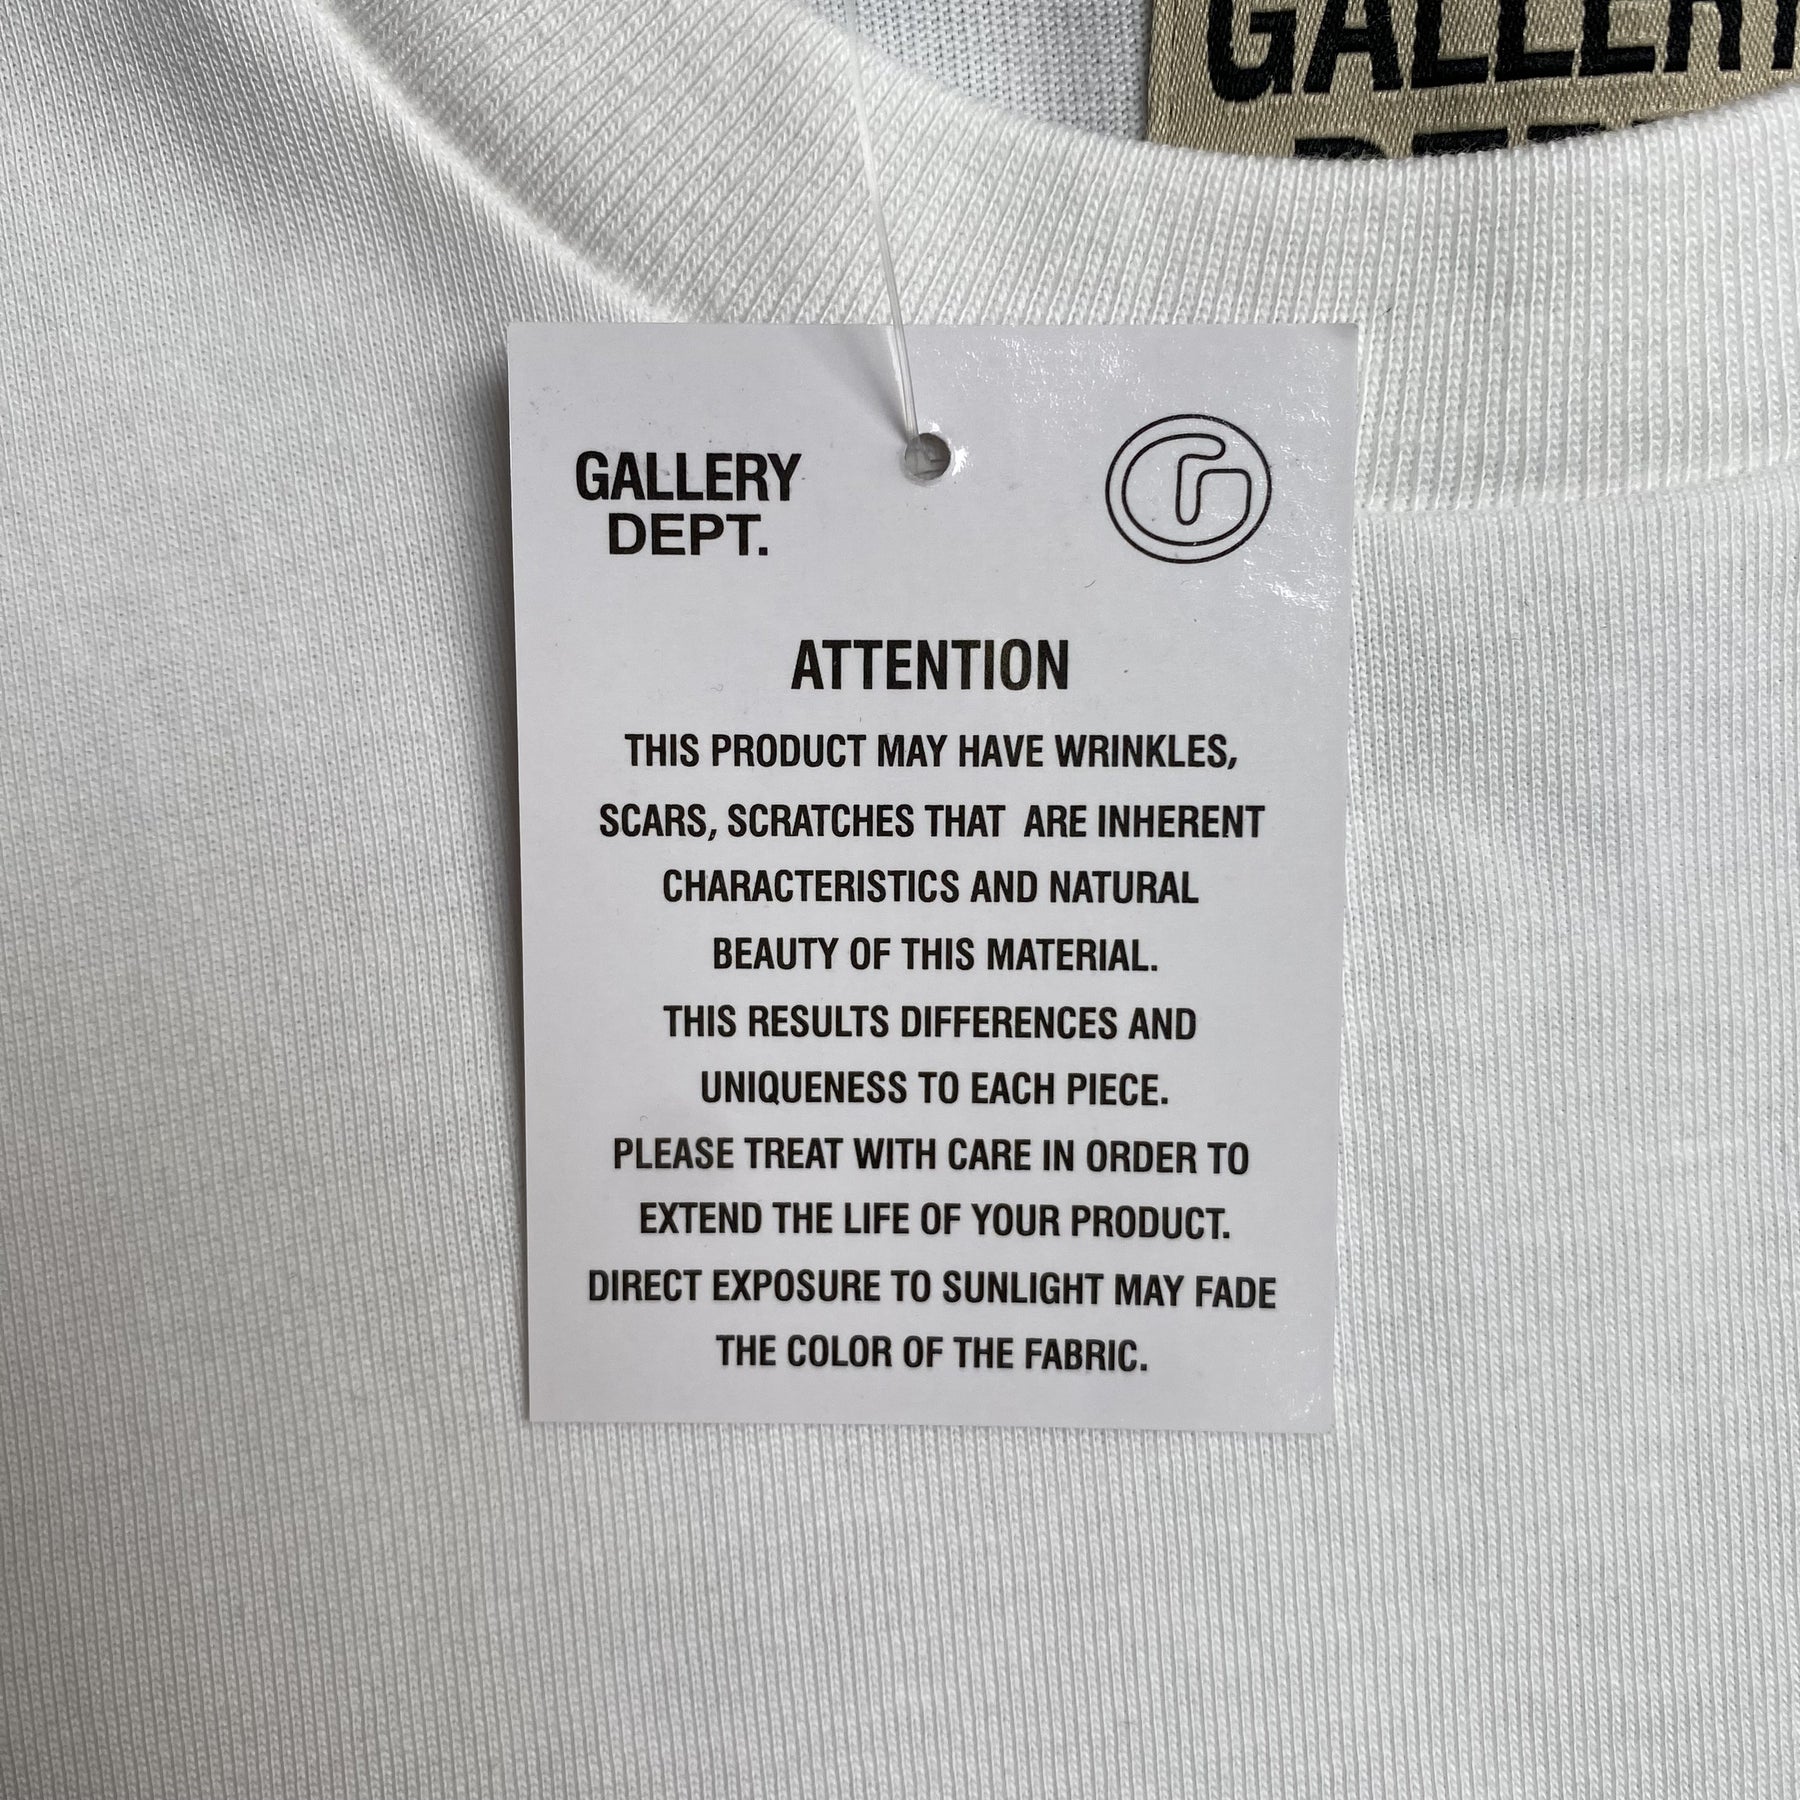 GALLERY
GALLERY
DEPT.
ATTENTION
THIS PRODUCT MAY HAVE WRINKLES,
SCARS, SCRATCHES THAT ARE INHERENT
CHARACTERISTICS AND NATURAL
BEAUTY OF THIS MATERIAL.
THIS RESULTS DIFFERENCES AND
UNIQUENESS TO EACH PIECE.
PLEASE TREAT WITH CARE IN ORDER TO
EXTEND THE LIFE OF YOUR PRODUCT.
DIRECT EXPOSURE TO SUNLIGHT MAY FADE
THE COLOR OF THE FABRIC.